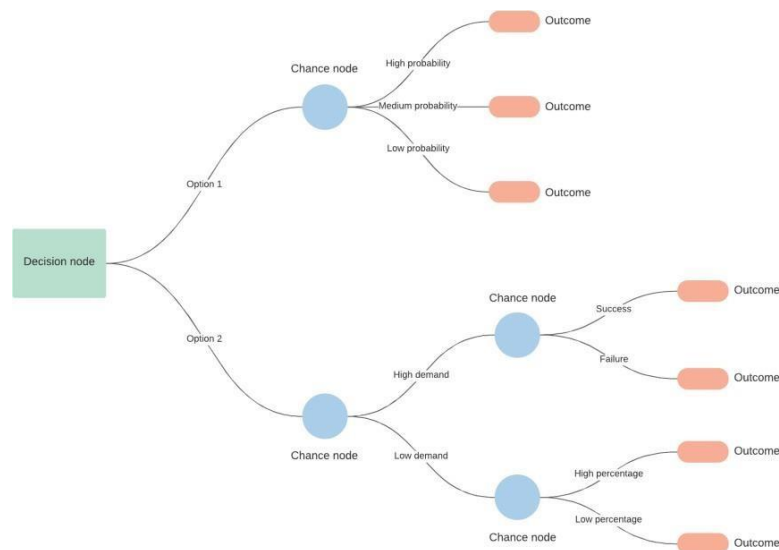 Outcome
High probability
Chance node
Medium probability
Outcome
Low probability
Option 1
Outcome
Decision node
Chance node
Outcome
Success
Option 2
Failure
High demand
Outcome
Low demand
Chance node
Outcome
High percentage
Low percentage
Chance node
Outcome